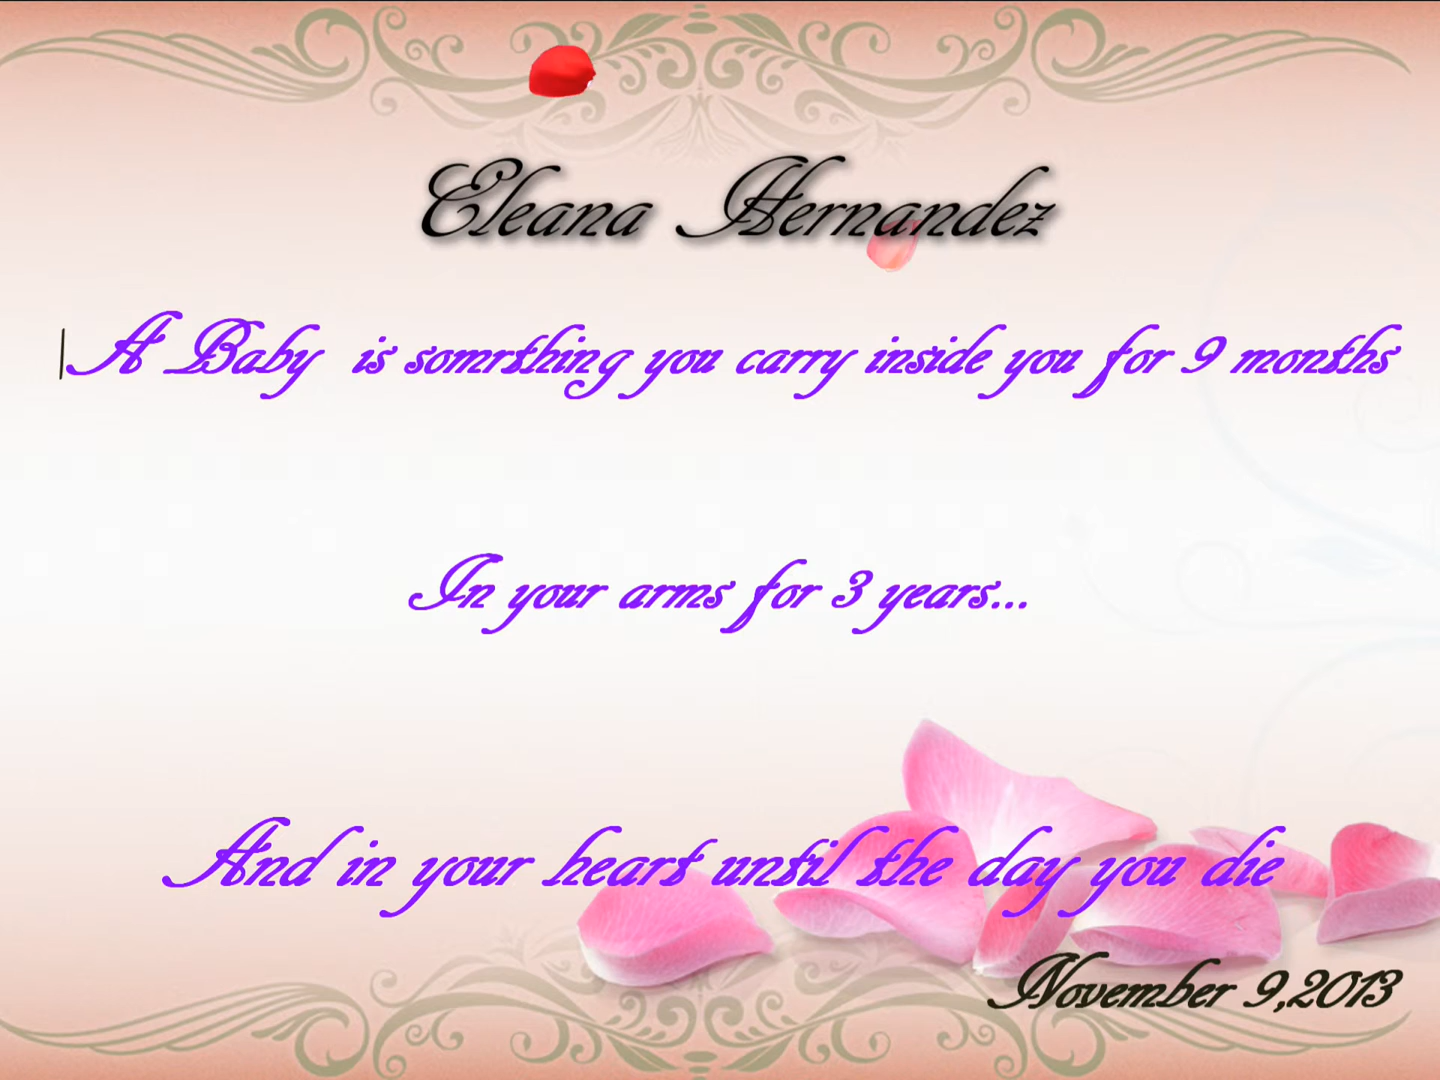 Eleana Hernandez
A Baby is somrthing you carry inside you for 9 months
In your arms for 3 years...
And in your heart until the day you die
November 9,2013